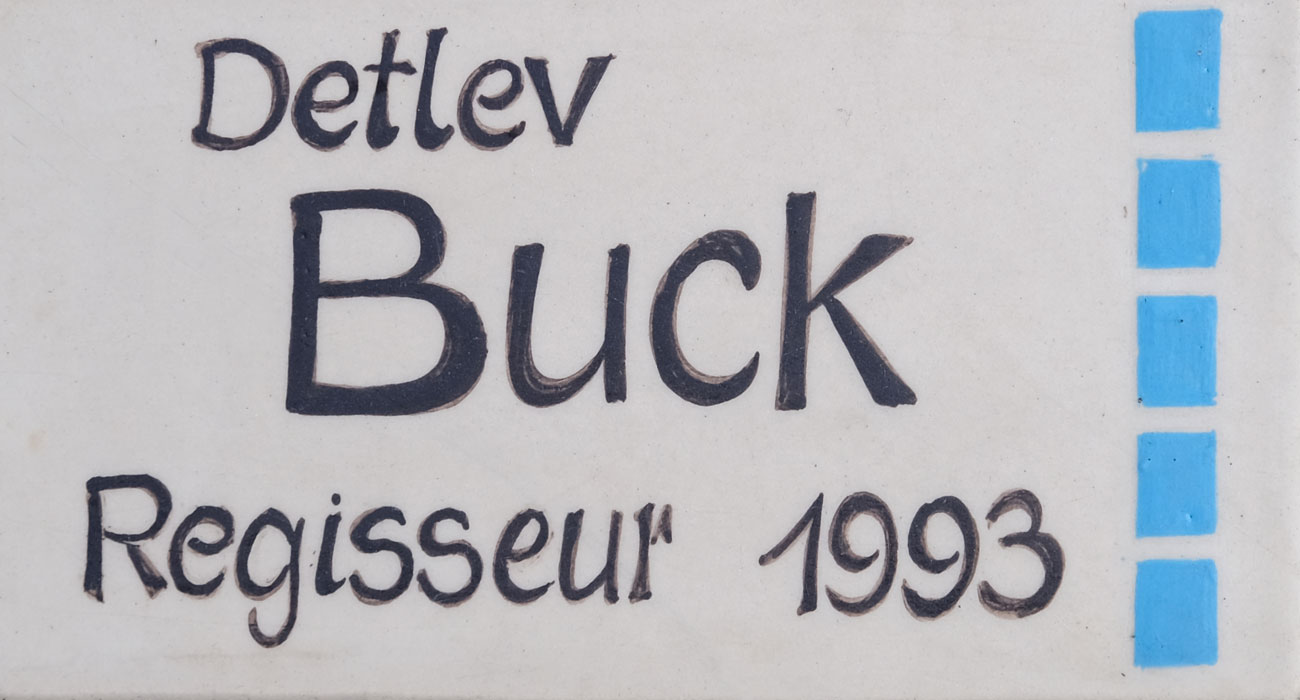 Detlev
Buck
Regisseur 1993